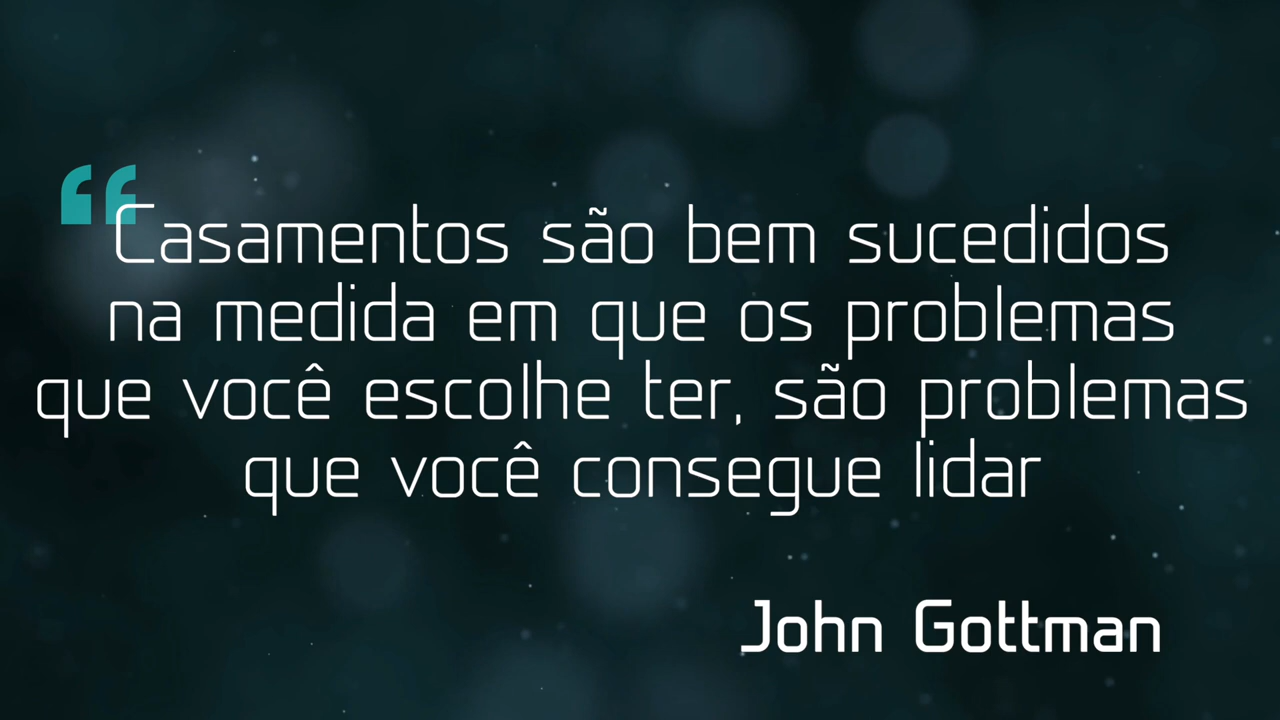 “Casamentos são bem sucedidos
na medida em que os problemas
que você escolhe ter, são problemas
que você consegue lidar
John Gottman